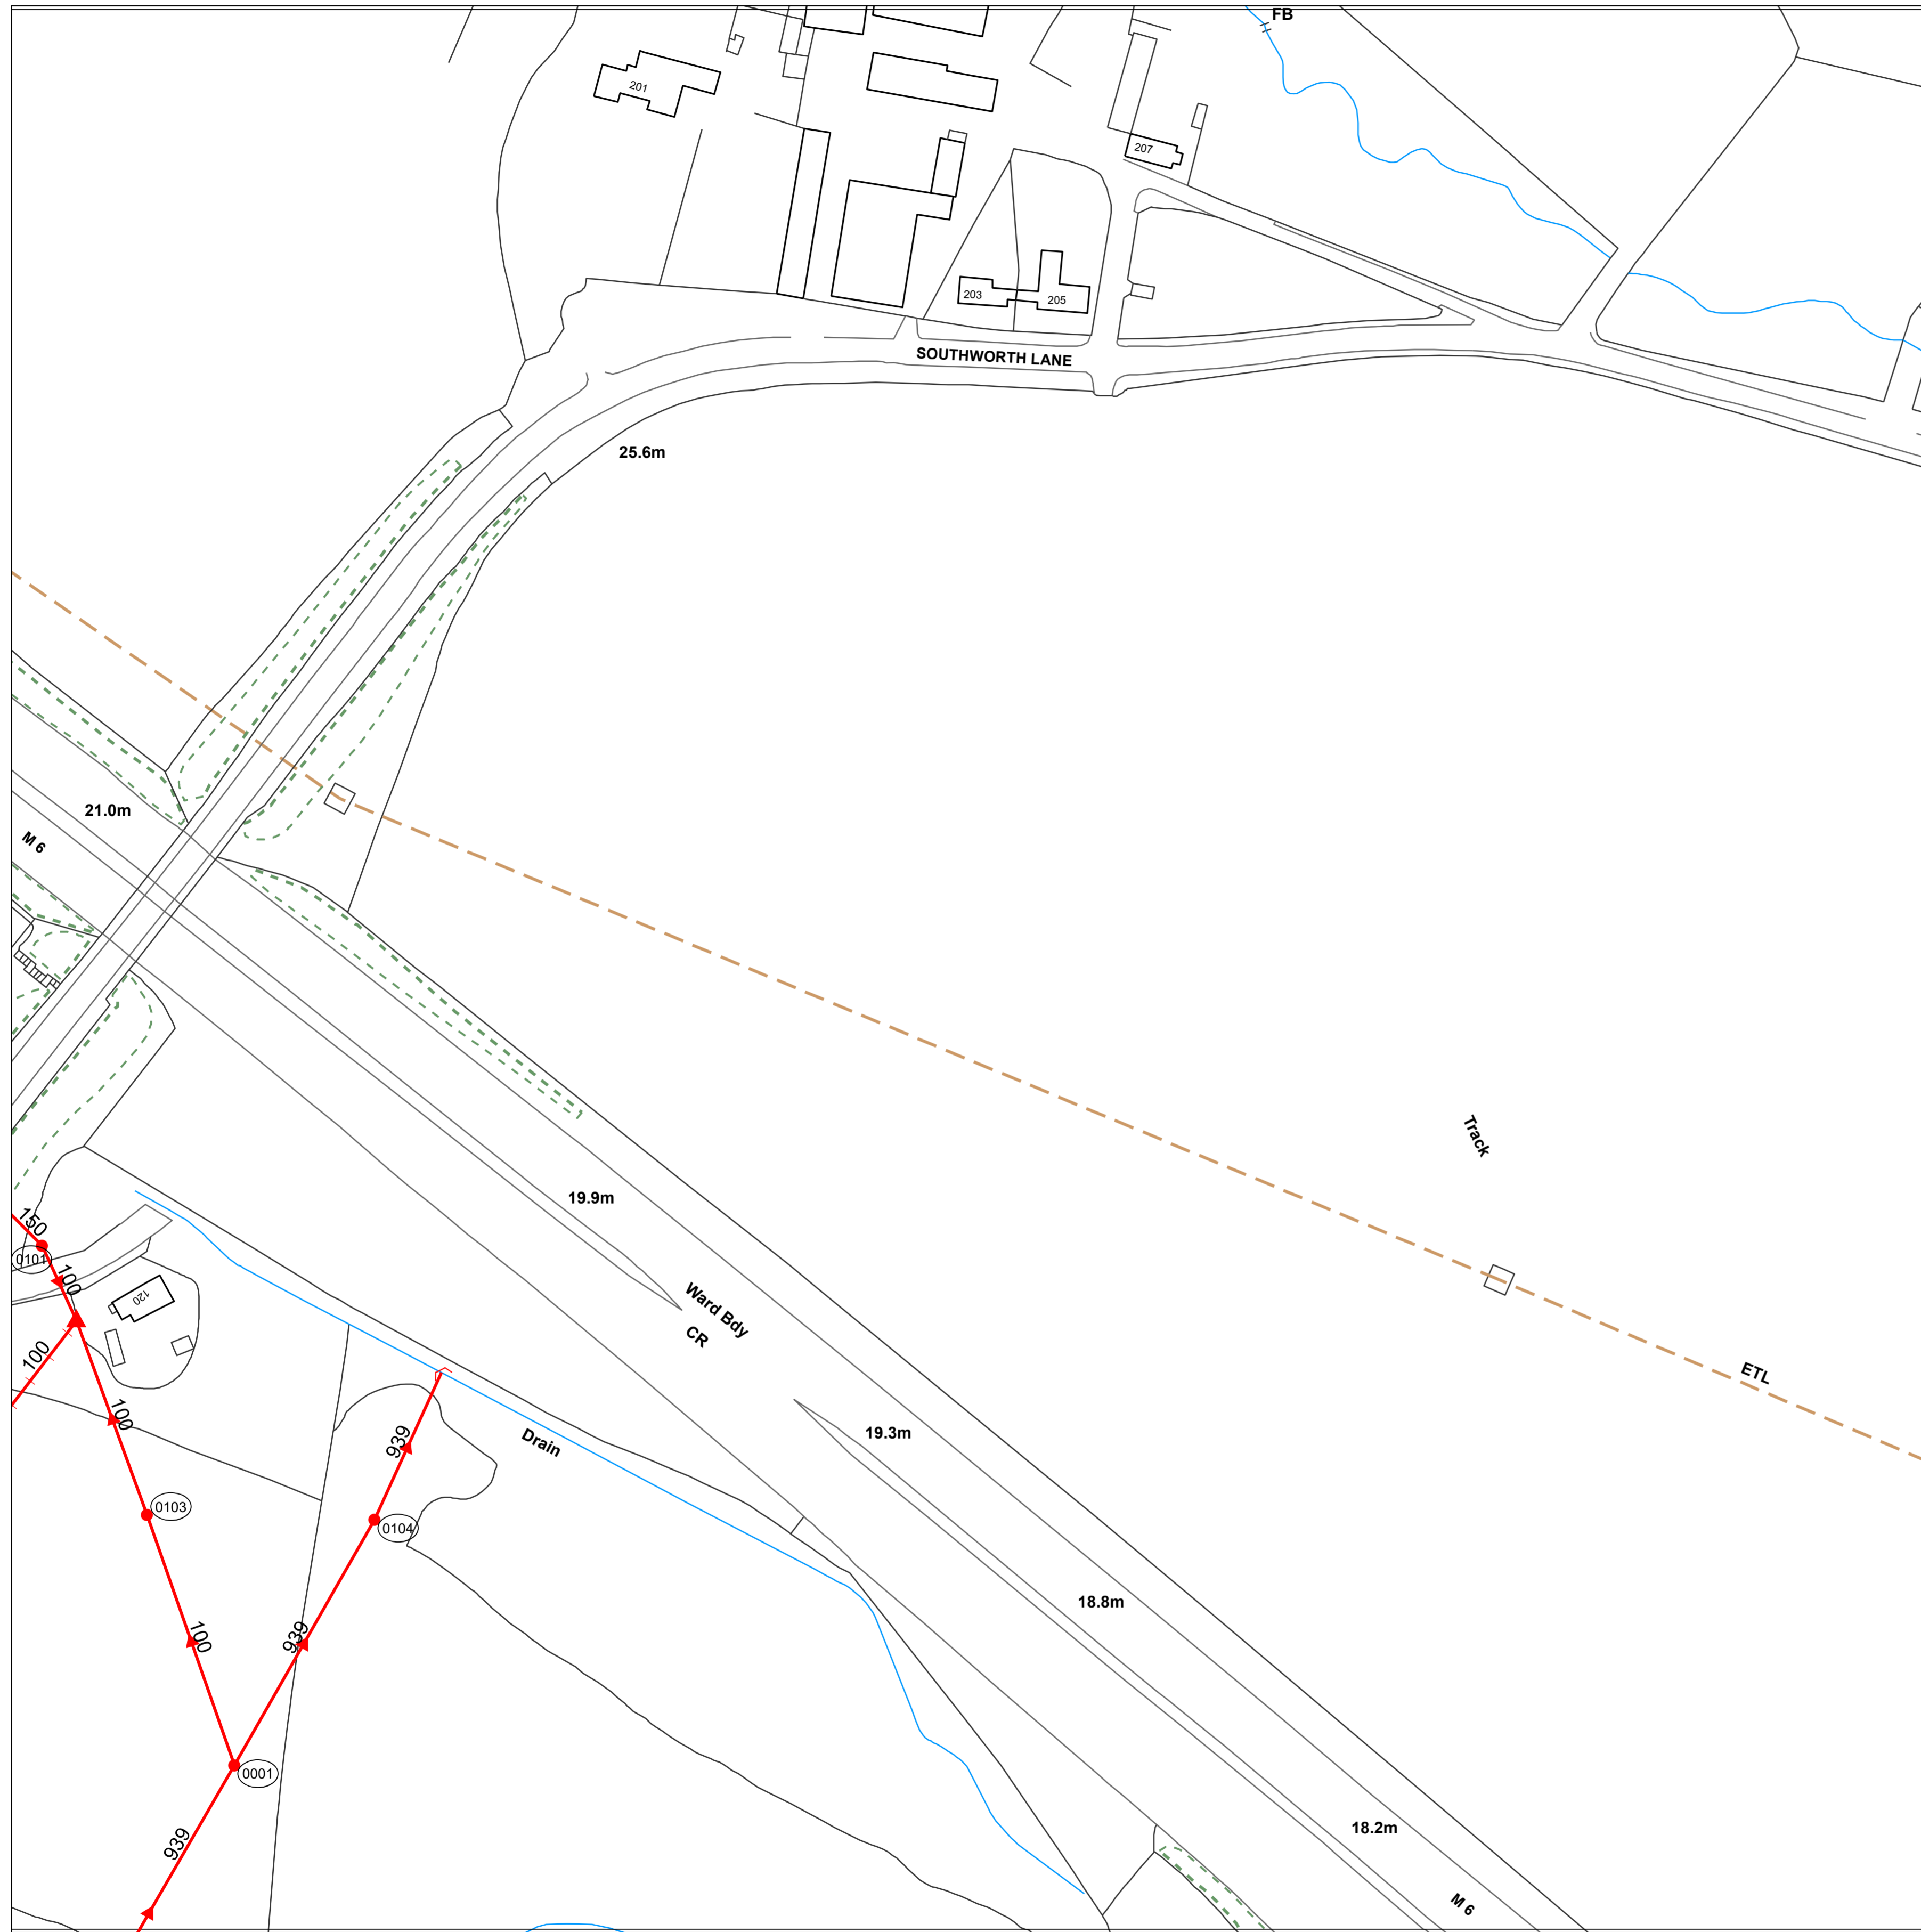 FB
201
207
203
205
SOUTHWORTH LANE
25.6m
21.0m
M 6
Track
19.9m
150
0101
100
120
Ward Bdy
CR
100
ETL
100
939
19.3m
Drain
0103
0104
18.8m
100
939
0001
18.2m
939
M 6